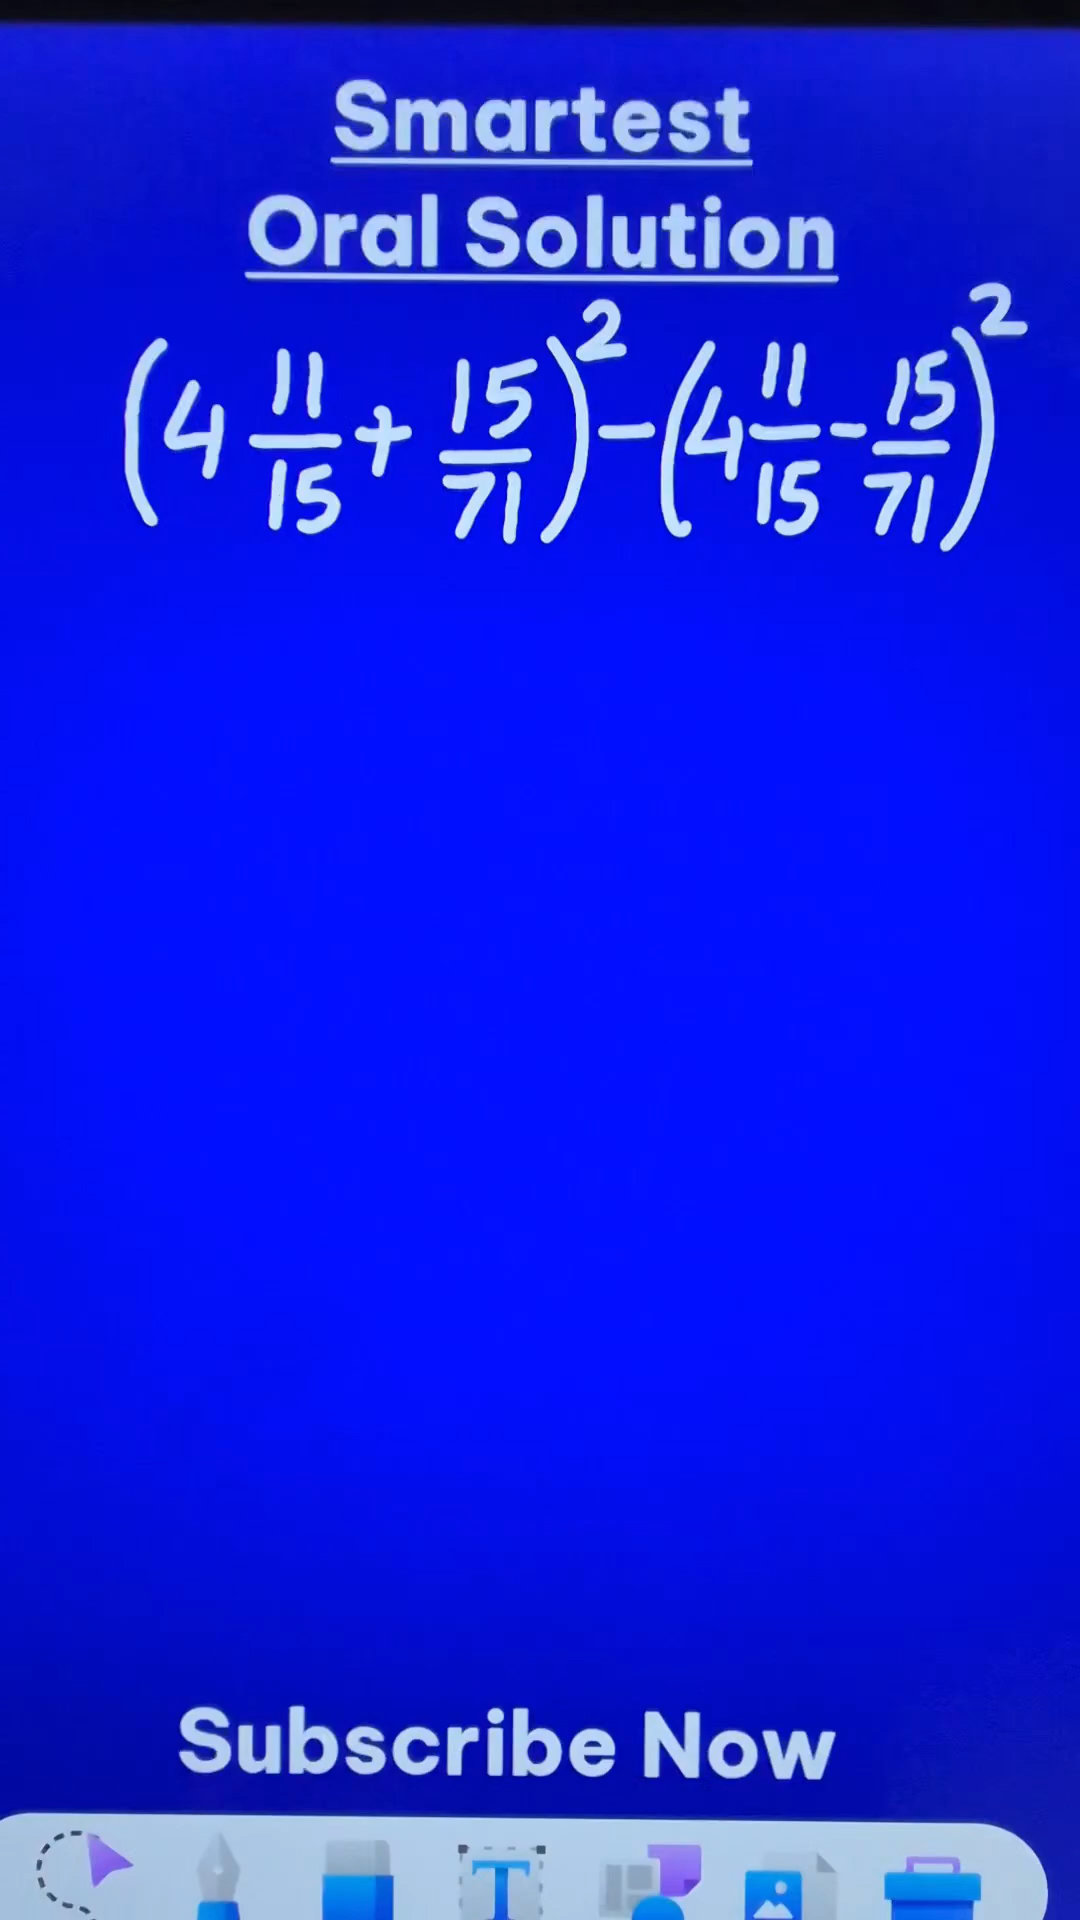 Smartest
Oral Solution
(4 11/15 + 15/71)² - (4 11/15 - 15/71)²
Subscribe Now
T